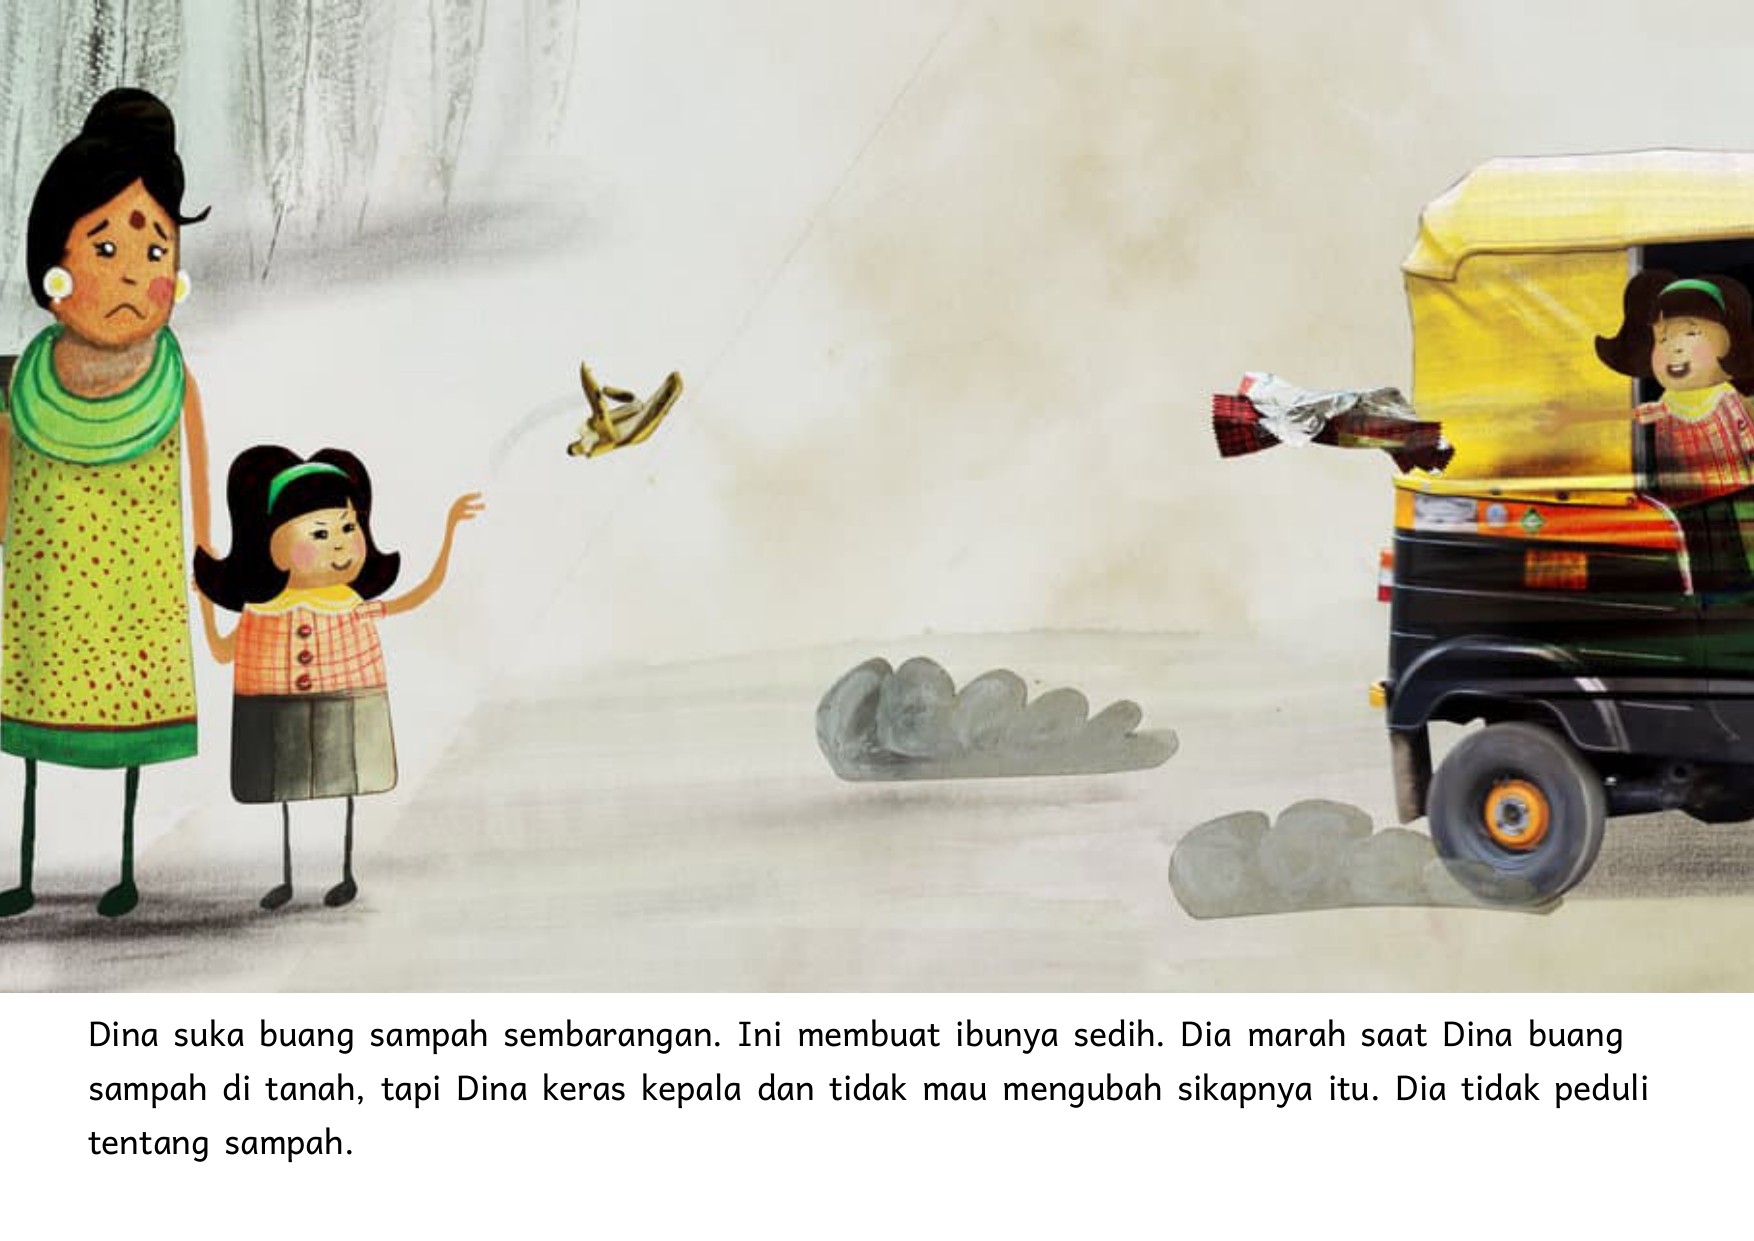 Dina suka buang sampah sembarangan. Ini membuat ibunya sedih. Dia marah saat Dina buang
sampah di tanah, tapi Dina keras kepala dan tidak mau mengubah sikapnya itu. Dia tidak peduli
tentang sampah.